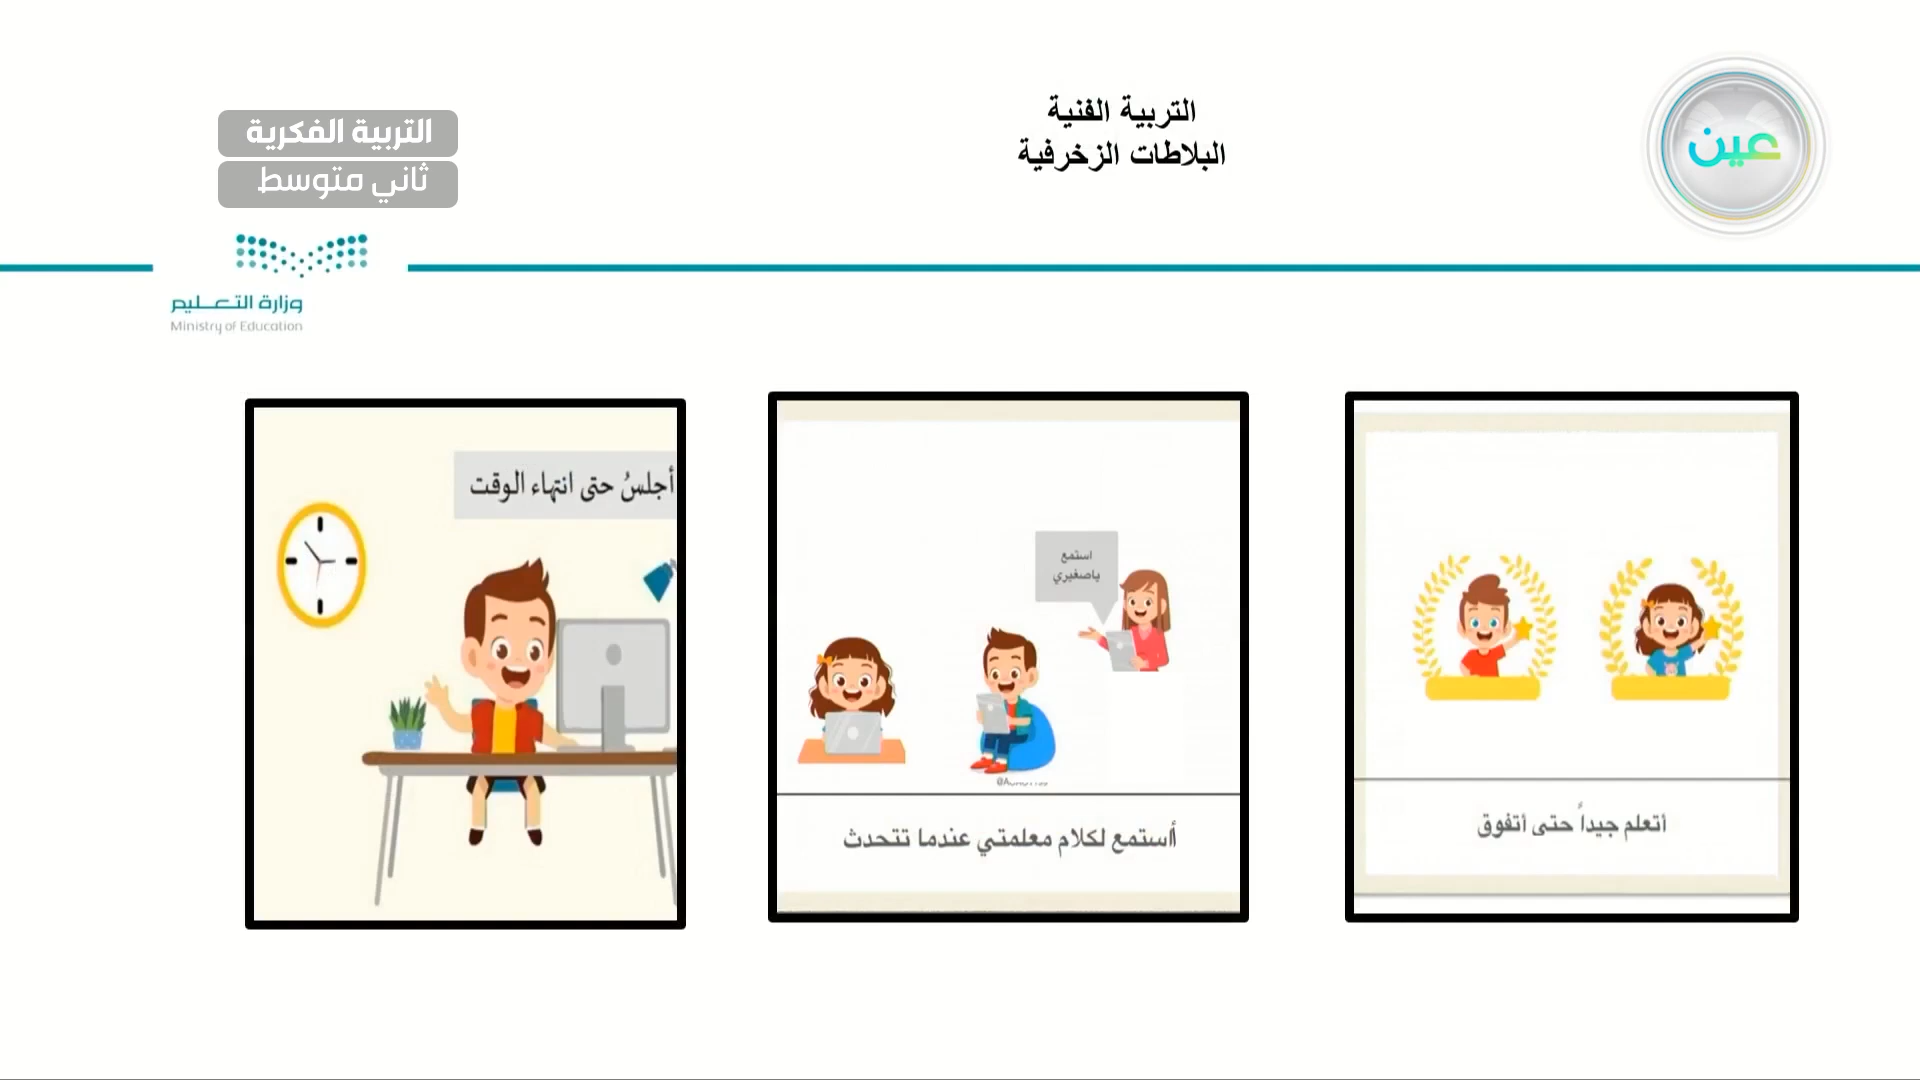 التربية الفنية
البلاطات الزخرفية
عين
التربية الفكرية
ثاني متوسط
وزارة التعليم
Ministry of Education
أتعلم جيداً حتى أتفوق
استمع
ياصغيري
أستمع لكلام معلمتي عندما تتحدث
أجلسُ حتى انتهاء الوقت